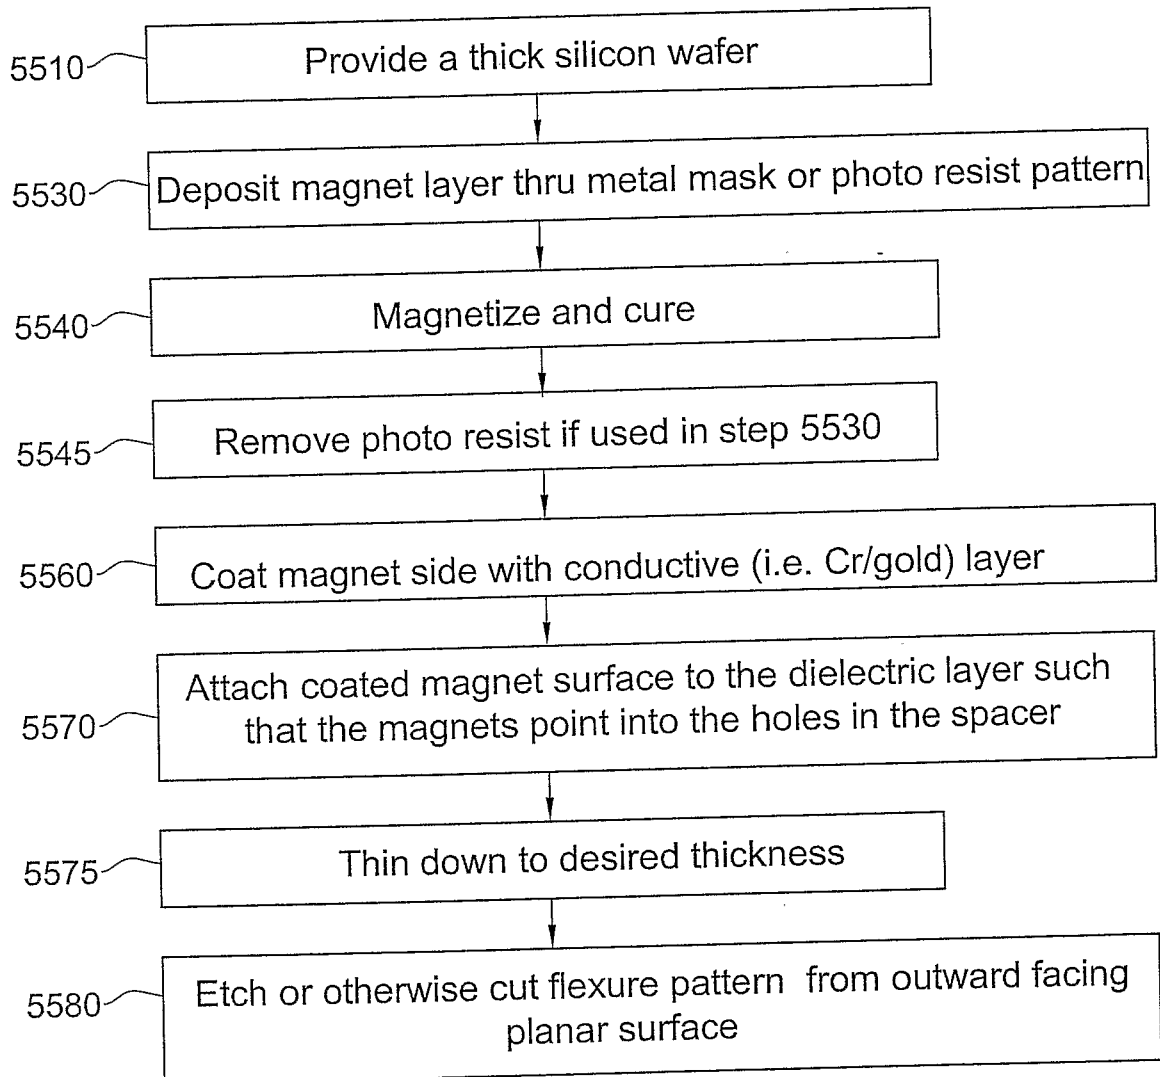 5510
Provide a thick silicon wafer
5530
Deposit magnet layer thru metal mask or photo resist pattern
5540
Magnetize and cure
5545
Remove photo resist if used in step 5530
5560
Coat magnet side with conductive (i.e. Cr/gold) layer
5570
Attach coated magnet surface to the dielectric layer such
that the magnets point into the holes in the spacer
5575
Thin down to desired thickness
5580
Etch or otherwise cut flexure pattern from outward facing
planar surface